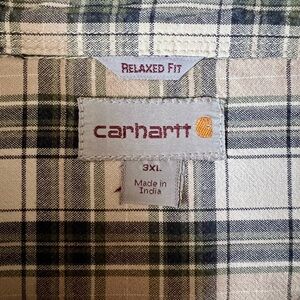 RELAXED FIT
carhartt
3XL
Made in
India